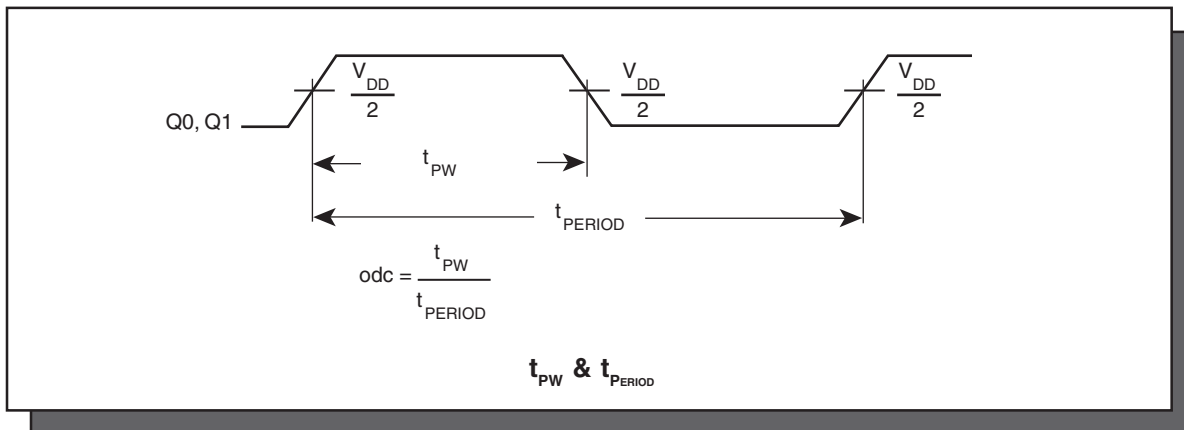 V_DD/2 V_DD/2 V_DD/2
Q0, Q1
t_PW
t_PERIOD
odc = t_PW/t_PERIOD
t_PW & t_PERIOD